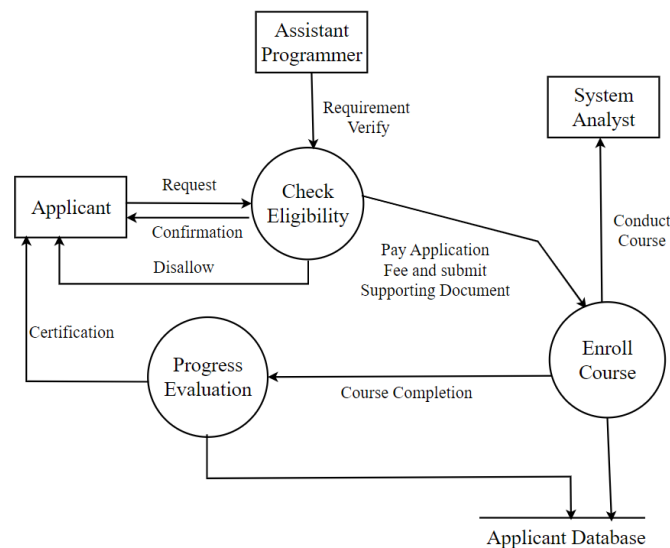 Assistant
Programmer
Requirement
Verify
System
Analyst
Request
Check
Eligibility
Applicant
Confirmation
Conduct
Course
Pay Application
Fee and submit
Supporting Document
Disallow
Certification
Progress
Evaluation
Enroll
Course
Course Completion
Applicant Database